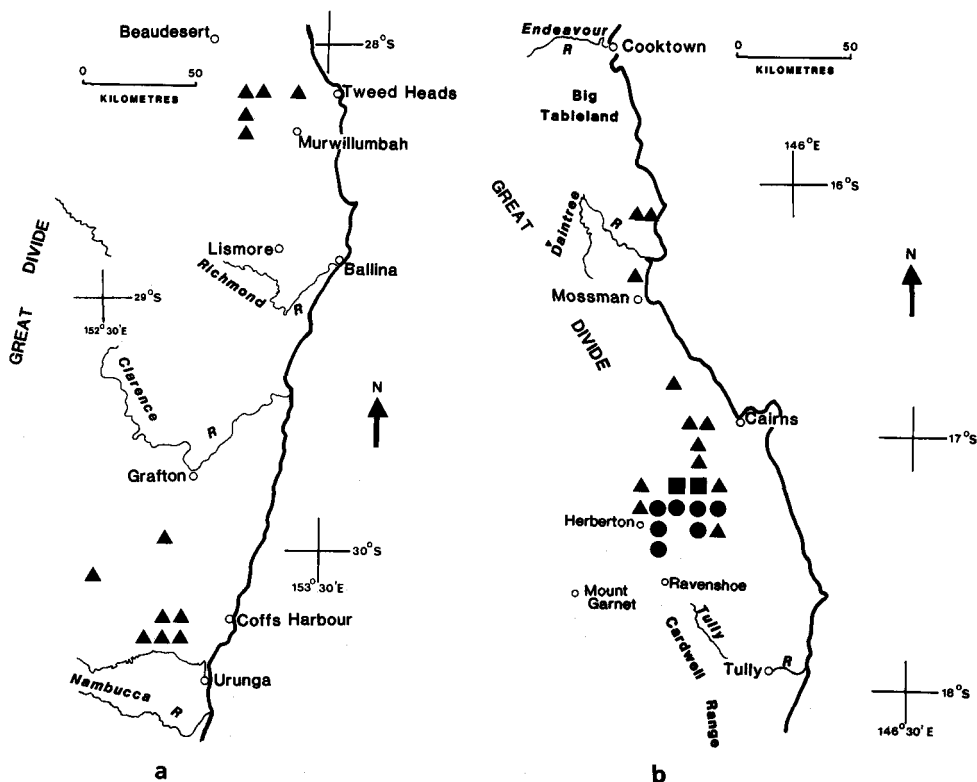 Beaudesert
28°S
0 50
KILOMETRES
Tweed Heads
Murwillumbah
GREAT DIVIDE
Lismore
Richmond R
Ballina
29°S
152°30'E
Clarence R
N
Grafton
30°S
153°30'E
Coffs Harbour
Urunga
Nambucca R
a
Endeavour R
Cooktown
0 50
KILOMETRES
Big
Tableland
146°E
16°S
GREAT DIVIDE
Daintree R
Mossman
N
Cairns
17°S
Herberton
Mount
Garnet
Ravenshoe
Tully R
Cardwell Range
Tully
18°S
146°30'E
b